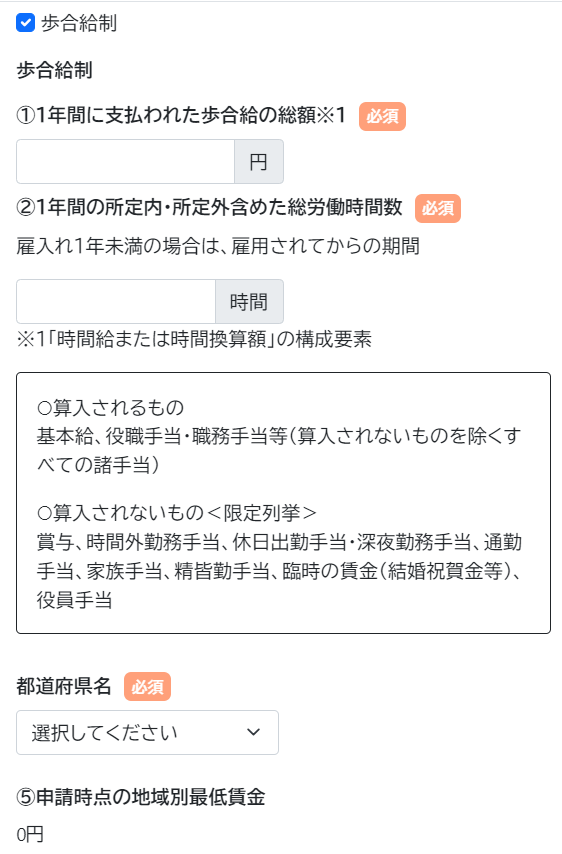 歩合給制
歩合給制
①1年間に支払われた歩合給の総額※1 必須
円
②1年間の所定内・所定外含めた総労働時間数 必須
雇入れ1年未満の場合は、雇用されてからの期間
時間
※1「時間給または時間換算額」の構成要素
○算入されるもの
基本給、役職手当・職務手当等（算入されないものを除くす
べての諸手当）
○算入されないもの＜限定列挙＞
賞与、時間外勤務手当、休日出勤手当・深夜勤務手当、通勤
手当、家族手当、精皆勤手当、臨時の賃金（結婚祝賀金等）、
役員手当
都道府県名 必須
選択してください
⑤申請時点の地域別最低賃金
0円